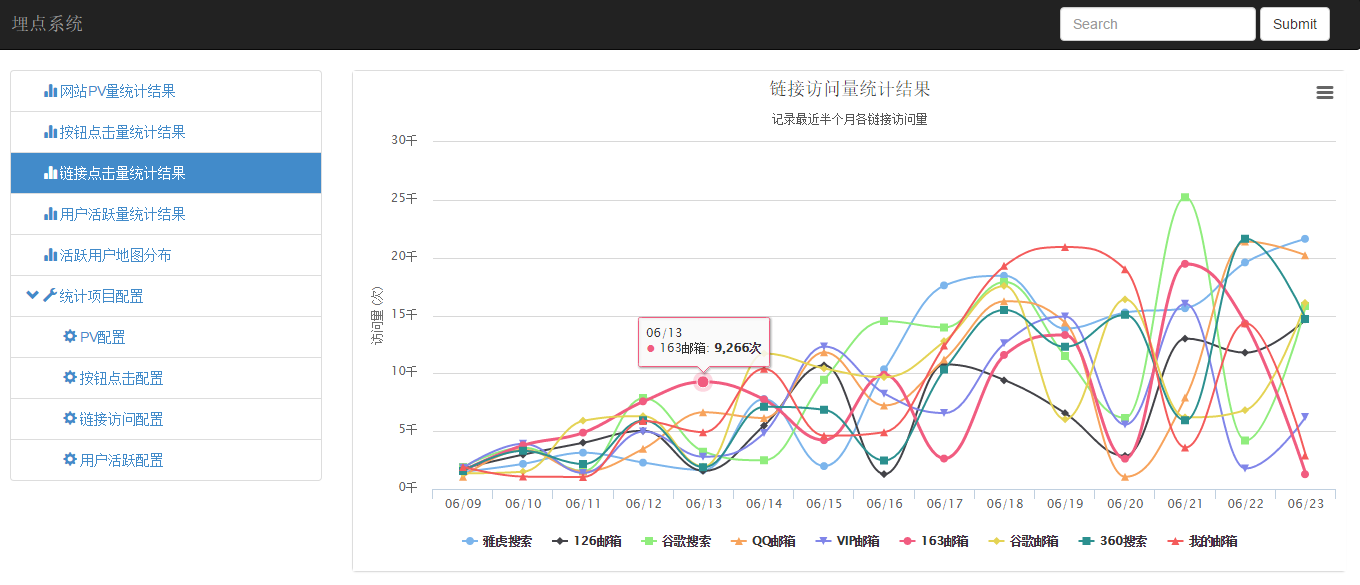 埋点系统
Search
Submit
网站PV量统计结果
按钮点击量统计结果
链接点击量统计结果
用户活跃量统计结果
活跃用户地图分布
统计项目配置
PV配置
按钮点击配置
链接访问配置
用户活跃配置
链接访问量统计结果
记录最近半个月各链接访问量
访问量 (次)
30千
25千
20千
15千
10千
5千
0千
06/13
163邮箱: 9,266次
06/09 06/10 06/11 06/12 06/13 06/14 06/15 06/16 06/17 06/18 06/19 06/20 06/21 06/22 06/23
雅虎搜索 126邮箱 谷歌搜索 QQ邮箱 VIP邮箱 163邮箱 谷歌邮箱 360搜索 我的邮箱